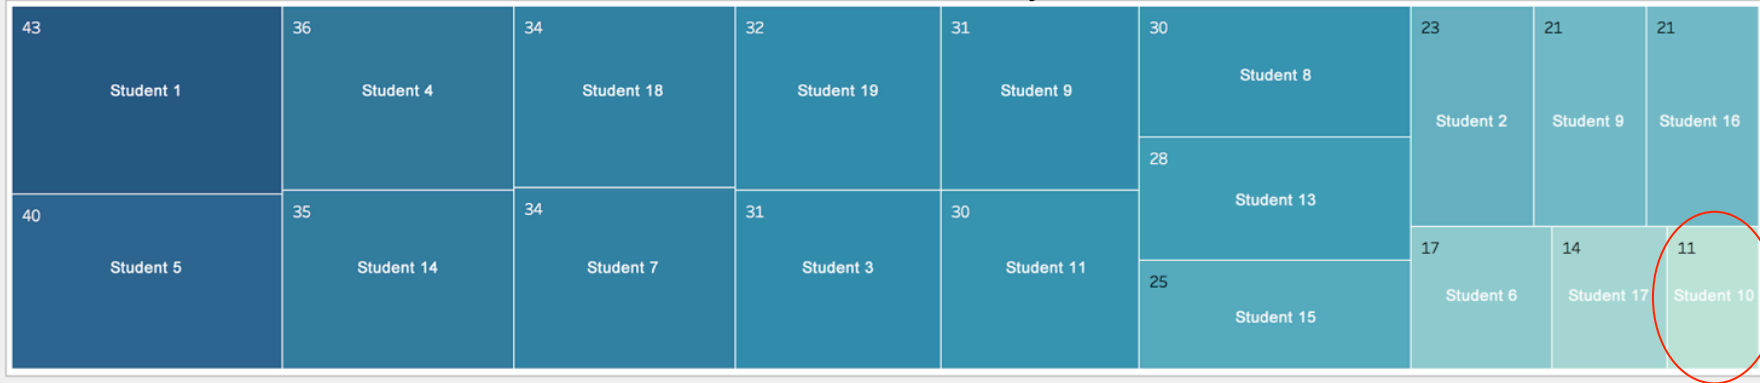 43
Student 1
40
Student 5
36
Student 4
35
Student 14
34
Student 18
34
Student 7
32
Student 19
31
Student 3
31
Student 9
30
Student 11
30
Student 8
28
Student 13
25
Student 15
23
Student 2
21
Student 9
21
Student 16
17
Student 6
14
Student 17
11
Student 10